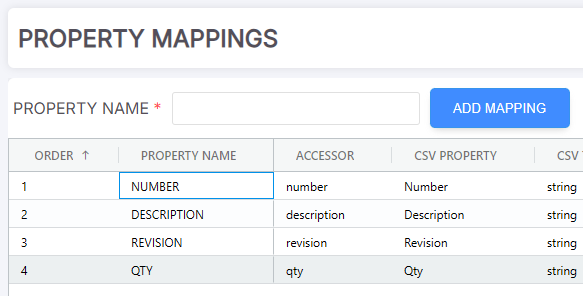 PROPERTY MAPPINGS
PROPERTY NAME * ADD MAPPING
ORDER ↑ PROPERTY NAME ACCESSOR CSV PROPERTY CSV
1 NUMBER number Number string
2 DESCRIPTION description Description string
3 REVISION revision Revision string
4 QTY qty Qty string